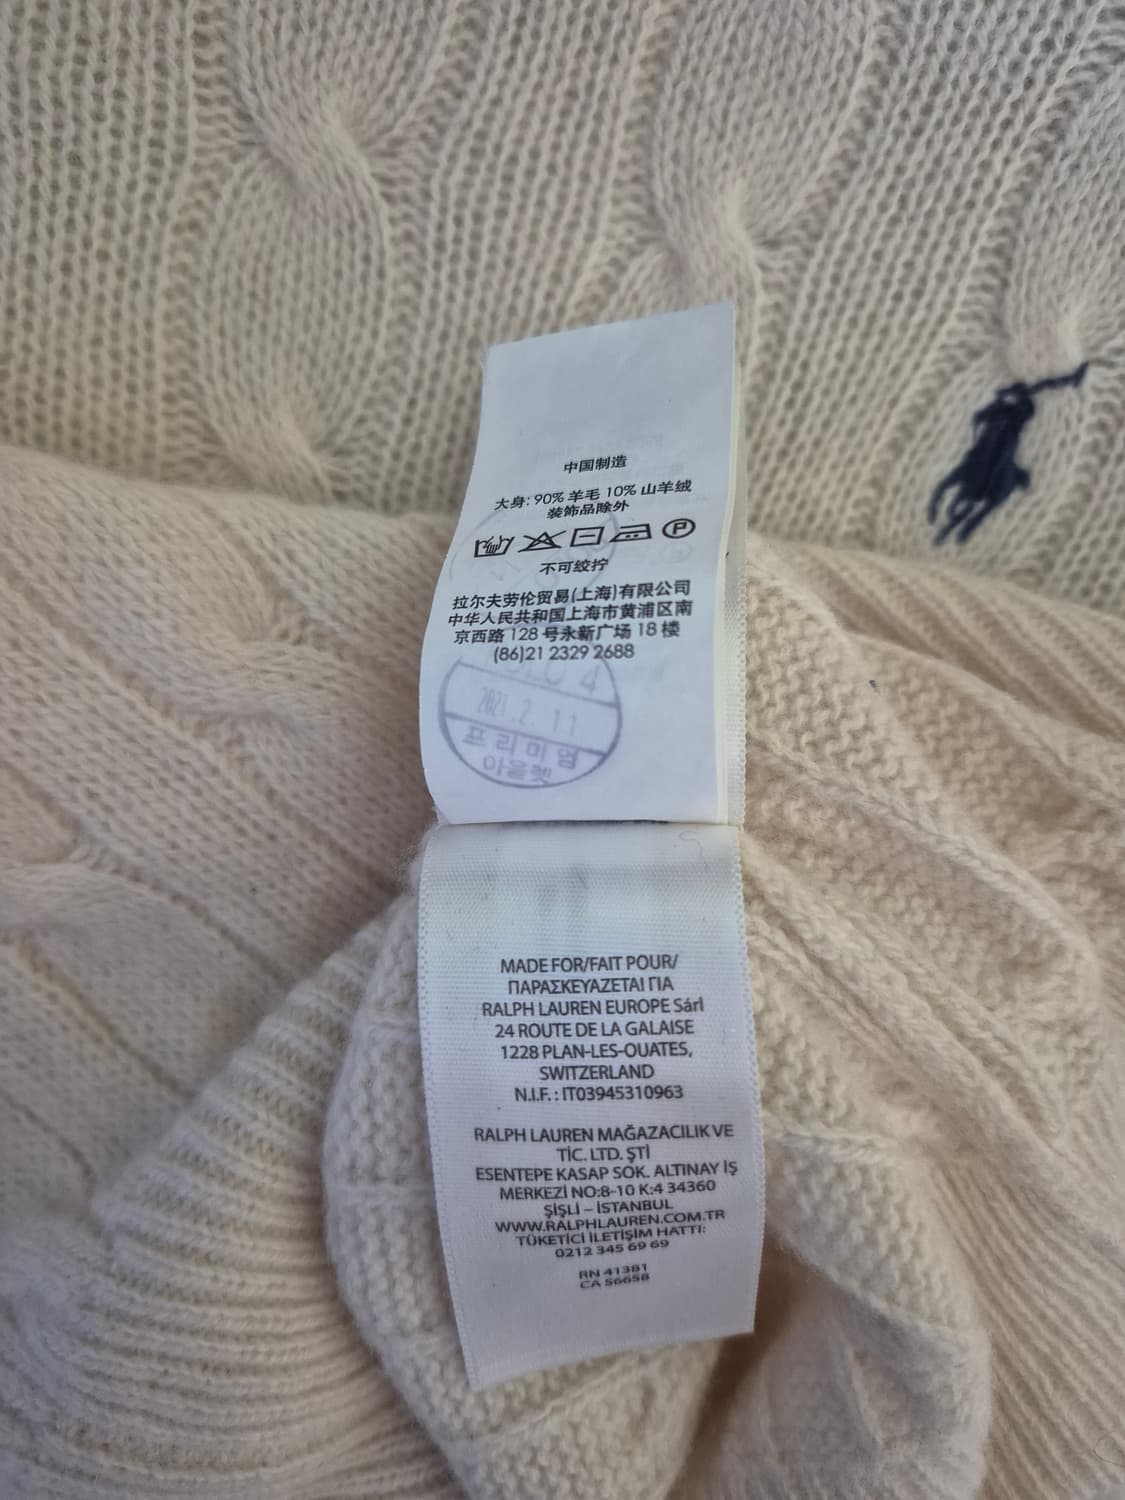 中国制造
大身: 90% 羊毛 10% 山羊绒
装饰品除外
P
不可绞拧
拉尔夫劳伦贸易(上海)有限公司
中华人民共和国上海市黄浦区南
京西路 128 号永新广场 18 楼
(86)21 2329 2688
4
2021.2.11
프리미엄
아울렛
MADE FOR/FAIT POUR/
ΠΑΡΑΣΚΕΥΑΖΕΤΑΙ ΓΙΑ
RALPH LAUREN EUROPE Sárl
24 ROUTE DE LA GALAISE
1228 PLAN-LES-OUATES,
SWITZERLAND
N.I.F. : IT03945310963
RALPH LAUREN MAĞAZACILIK VE
TİC. LTD. ŞTİ
ESENTEPE KASAP SOK. ALTINAY İŞ
MERKEZİ NO:8-10 K:4 34360
ŞİŞLİ – İSTANBUL
WWW.RALPHLAUREN.COM.TR
TÜKETİCİ İLETİŞİM HATTI:
0212 345 69 69
RN 41381
CA 56658